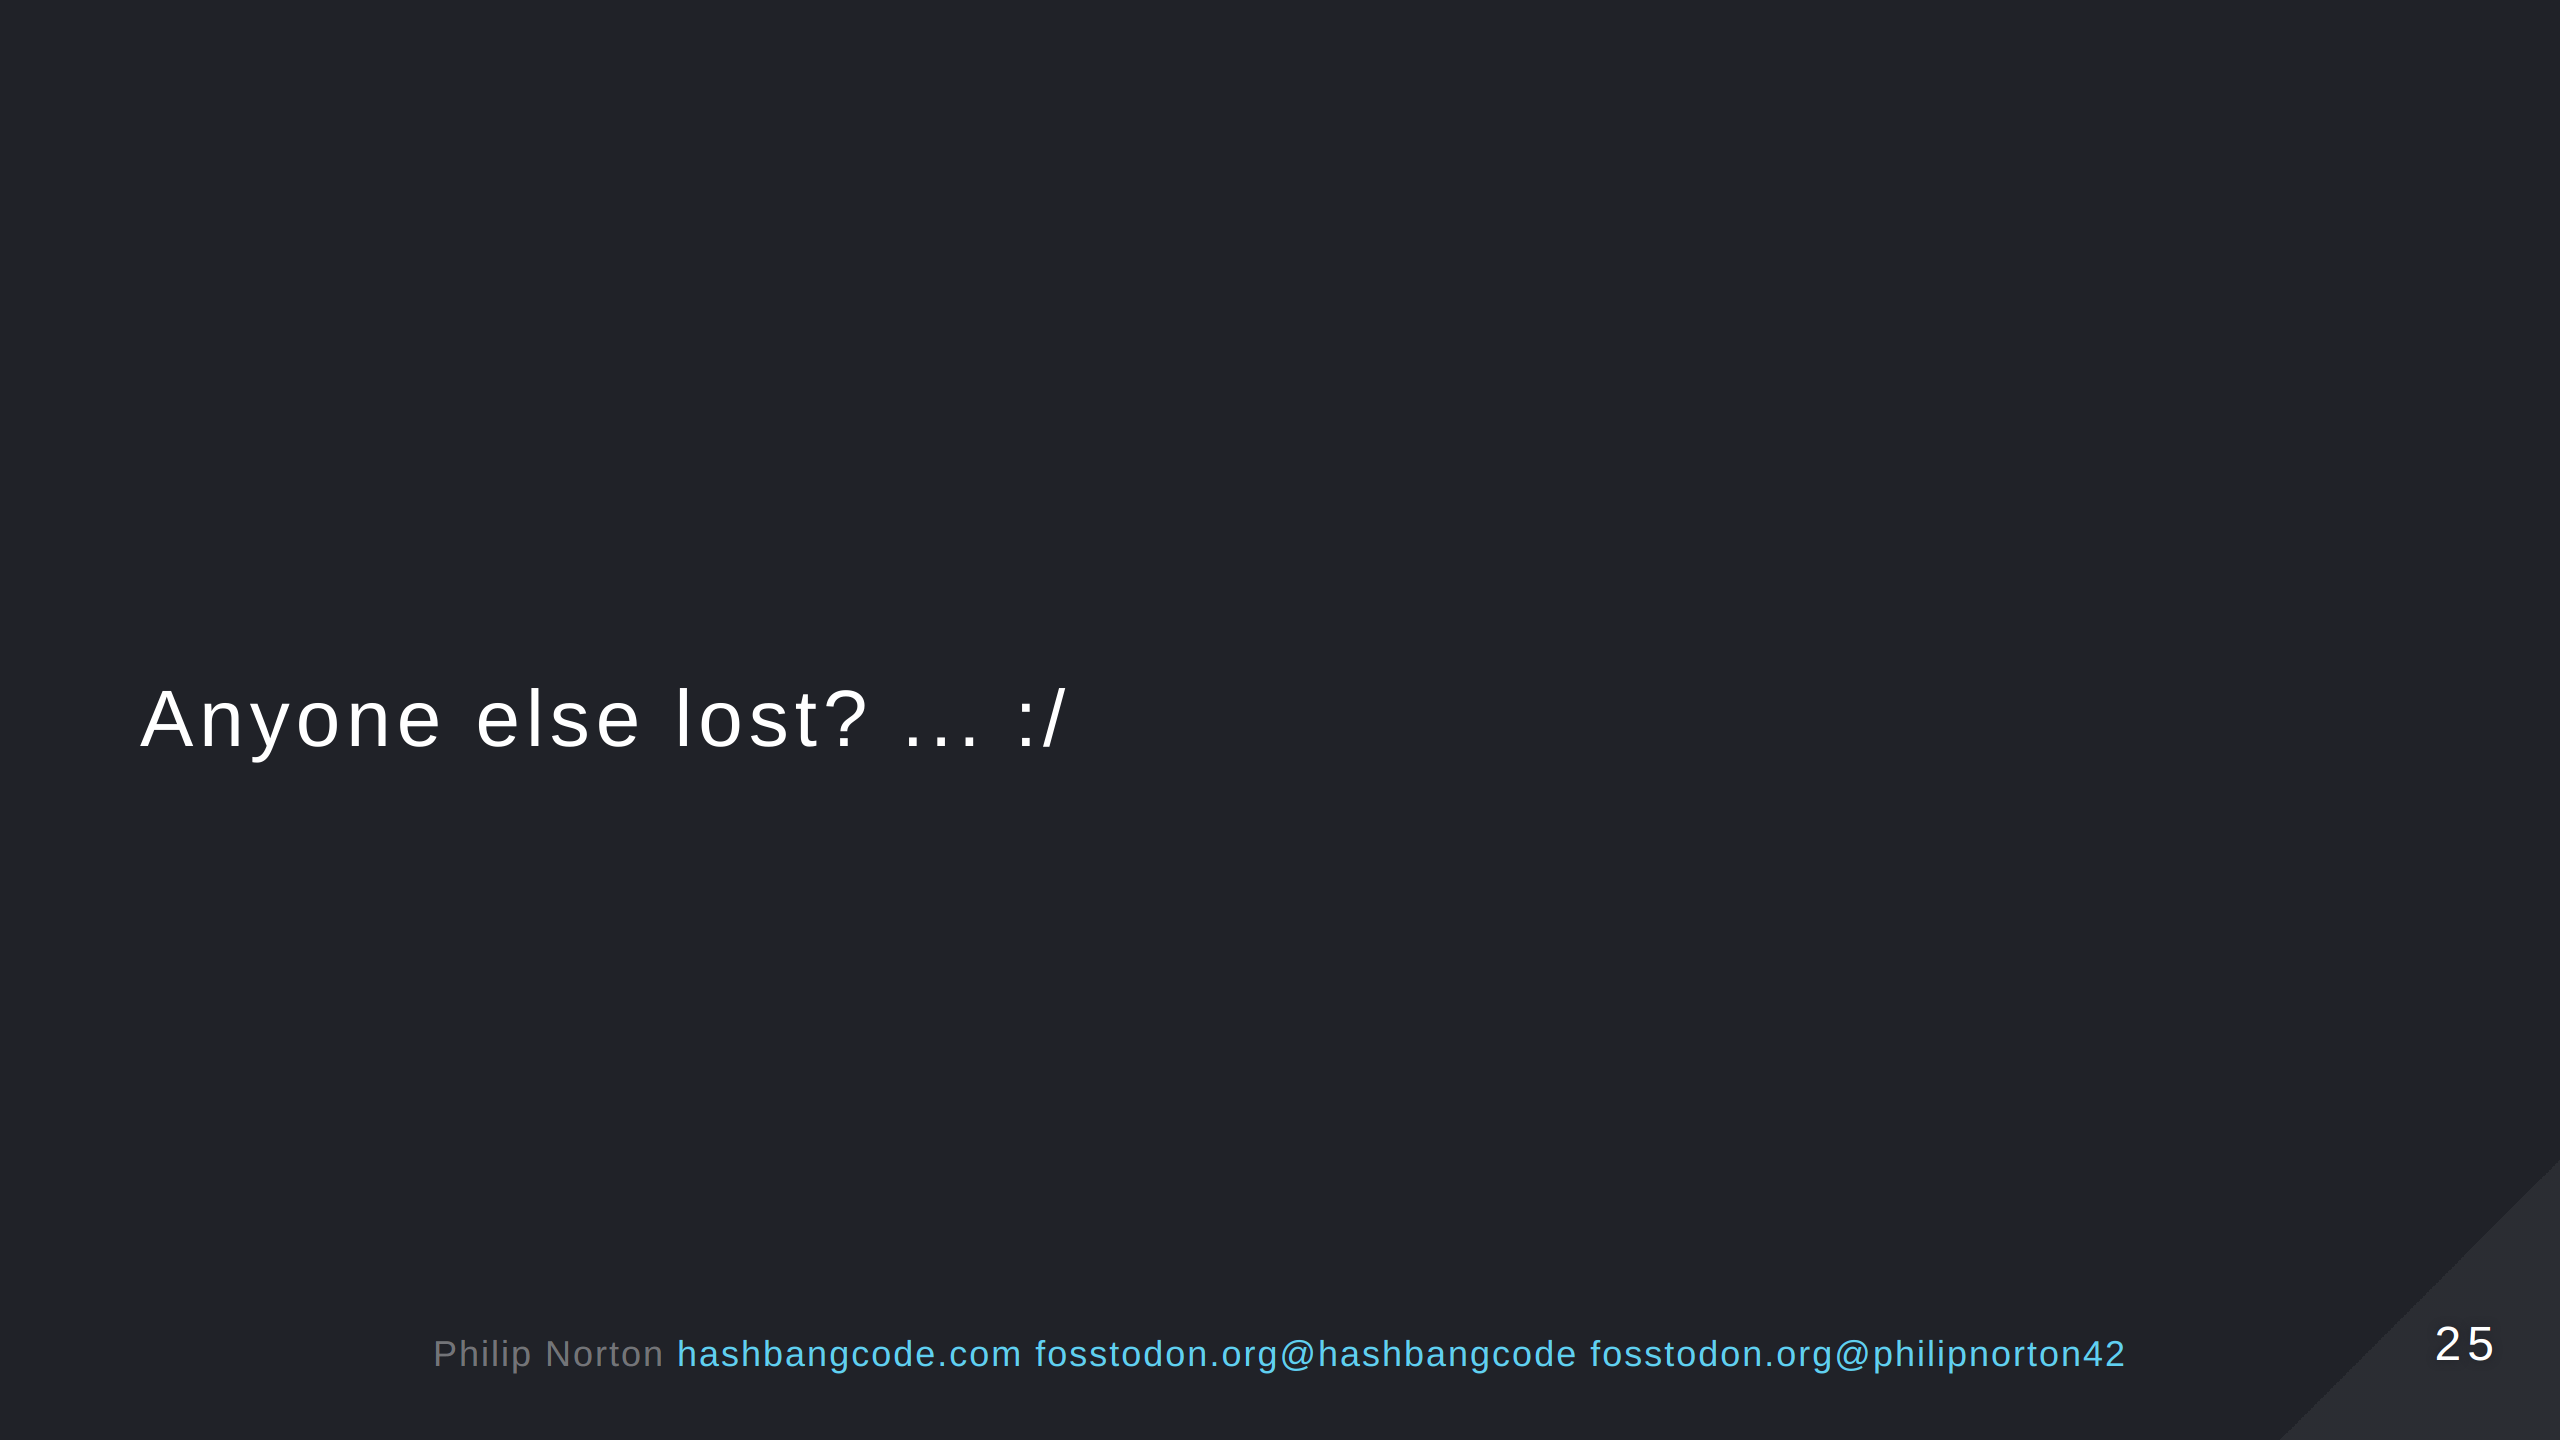 Anyone else lost? ... :/
Philip Norton hashbangcode.com fosstodon.org@hashbangcode fosstodon.org@philipnorton42
25